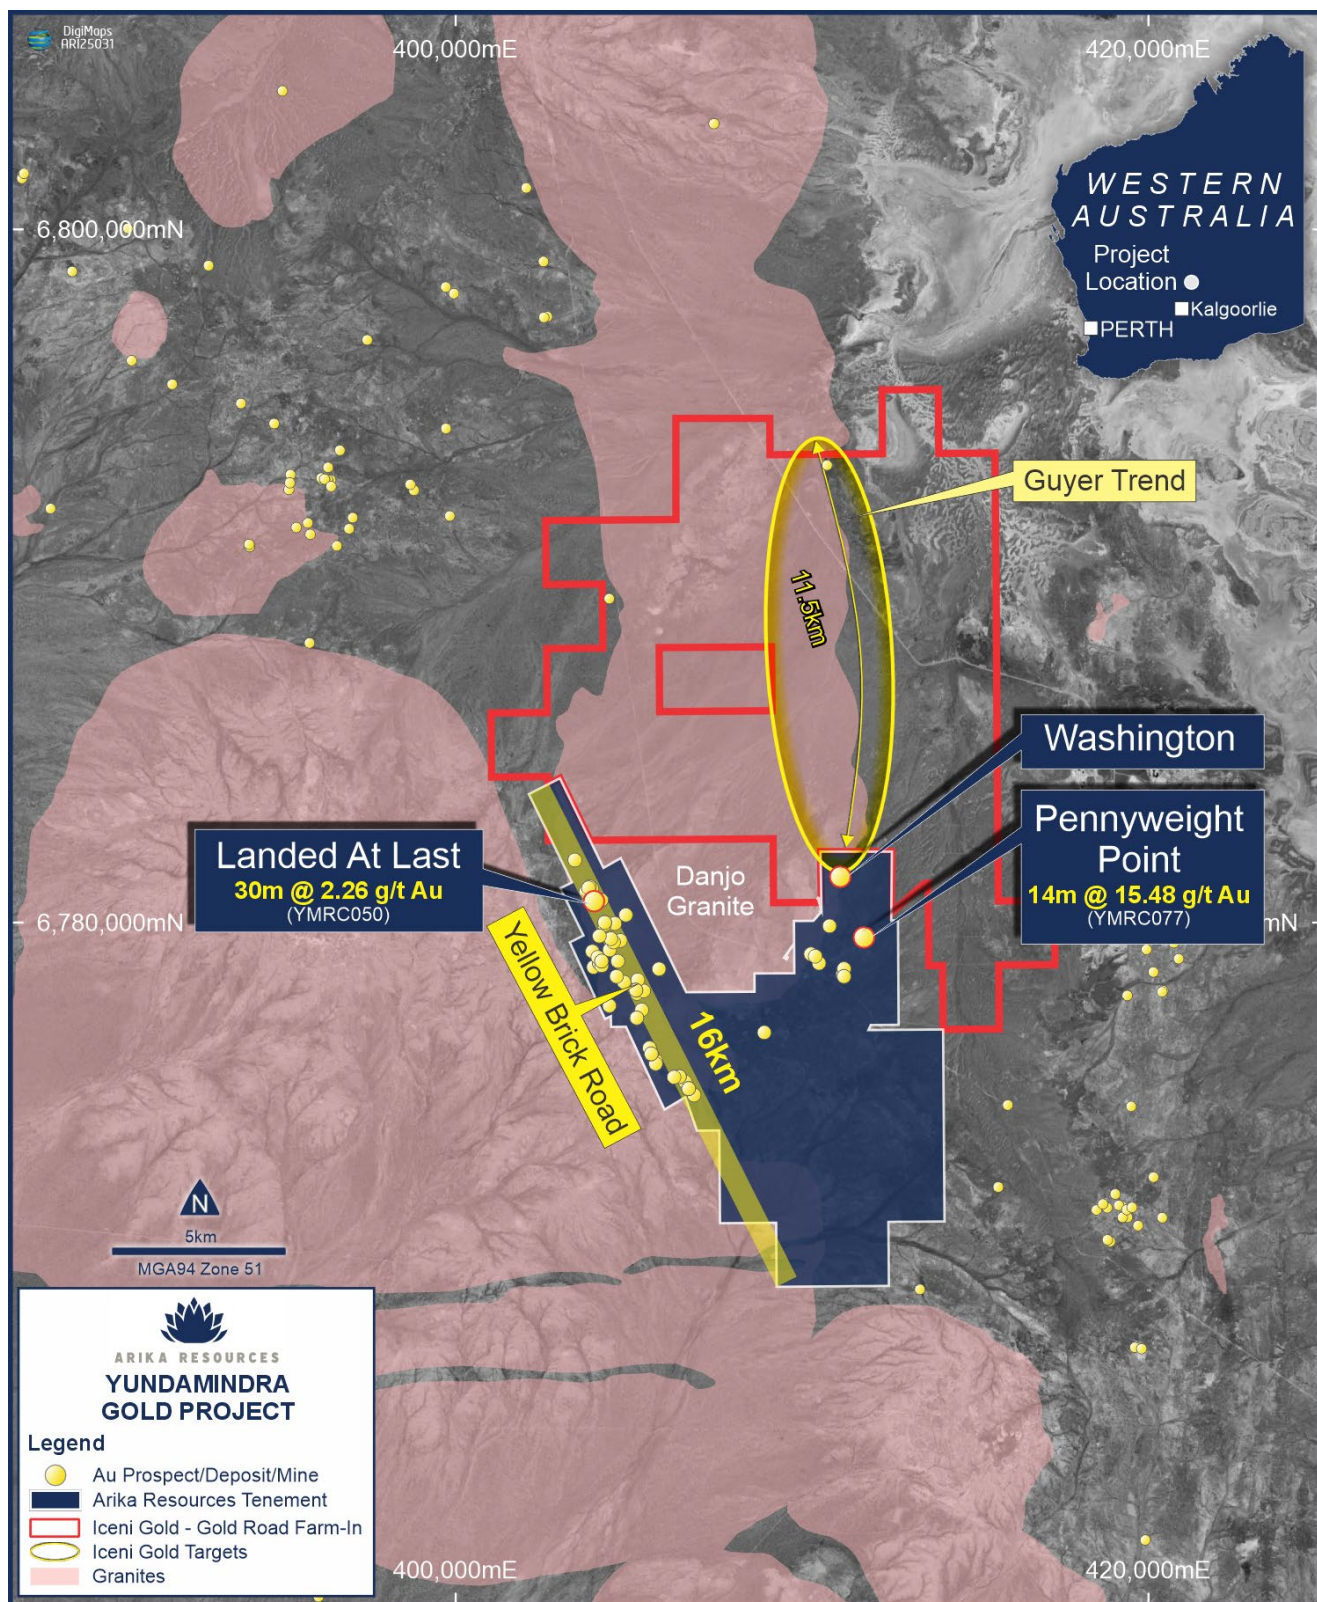 DigiMaps
ARI25031
400,000mE
420,000mE
WESTERN
AUSTRALIA
Project
Location
Kalgoorlie
PERTH
6,800,000mN
Guyer Trend
11.5km
Washington
Pennyweight
Point
14m @ 15.48 g/t Au
(YMRC077)
Landed At Last
30m @ 2.26 g/t Au
(YMRC050)
Danjo
Granite
6,780,000mN
mN
Yellow Brick Road
16km
N
5km
MGA94 Zone 51
ARIKA RESOURCES
YUNDAMINDRA
GOLD PROJECT
Legend
Au Prospect/Deposit/Mine
Arika Resources Tenement
Iceni Gold - Gold Road Farm-In
Iceni Gold Targets
Granites
400,000mE
420,000mE